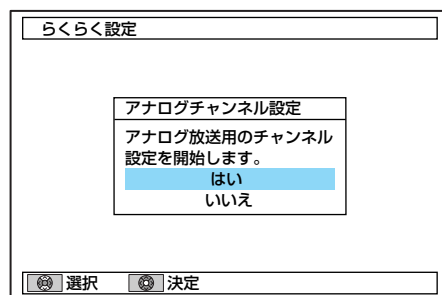 らくらく設定
アナログチャンネル設定
アナログ放送用のチャンネル
設定を開始します。
はい
いいえ
選択 決定